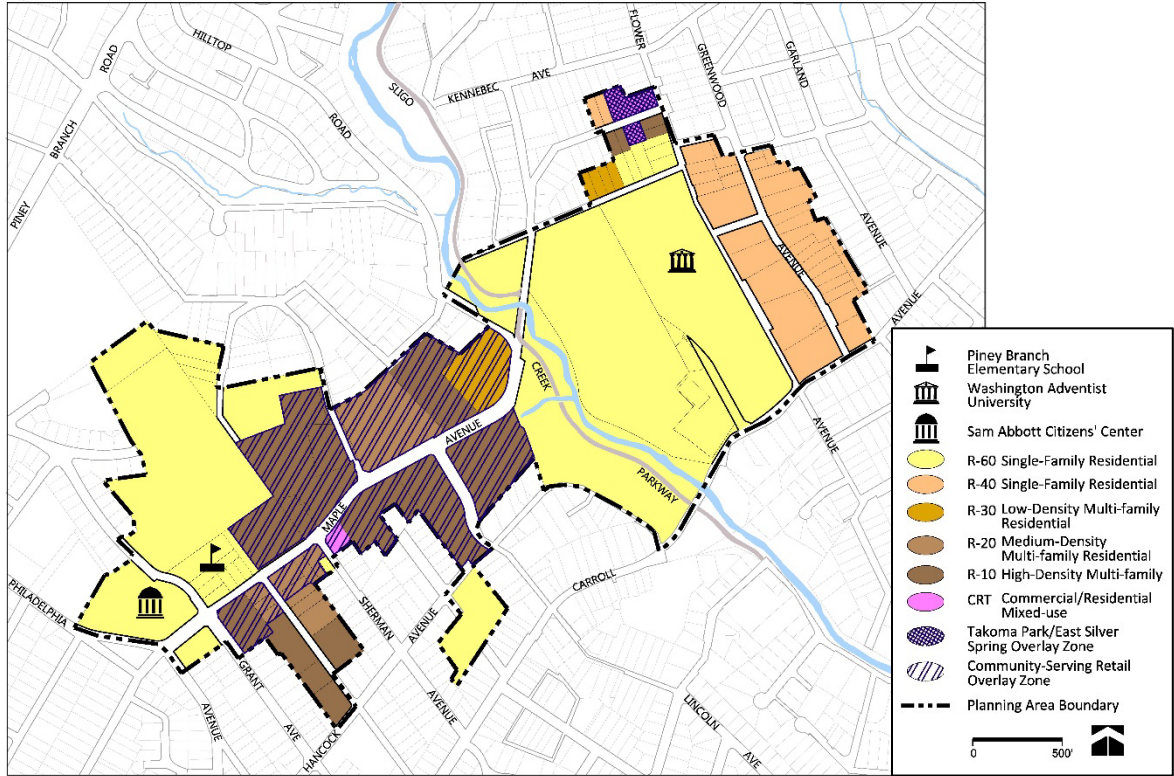 HILLTOP
ROAD
ROAD
BRANCH
PINEY
SLIGO
KENNEBEC
AVE
FLOWER
GREENWOOD
GARLAND
AVENUE
AVENUE
AVENUE
AVENUE
CREEK
PARKWAY
AVENUE
MAPLE
CARROLL
PHILADELPHIA
SHERMAN
AVENUE
AVENUE
GRANT
AVE
AVENUE
HANCOCK
LINCOLN
AVE
Piney Branch
Elementary School
Washington Adventist
University
Sam Abbott Citizens' Center
R-60 Single-Family Residential
R-40 Single-Family Residential
R-30 Low-Density Multi-family
Residential
R-20 Medium-Density
Multi-family Residential
R-10 High-Density Multi-family
CRT Commercial/Residential
Mixed-use
Takoma Park/East Silver
Spring Overlay Zone
Community-Serving Retail
Overlay Zone
Planning Area Boundary
0 500'